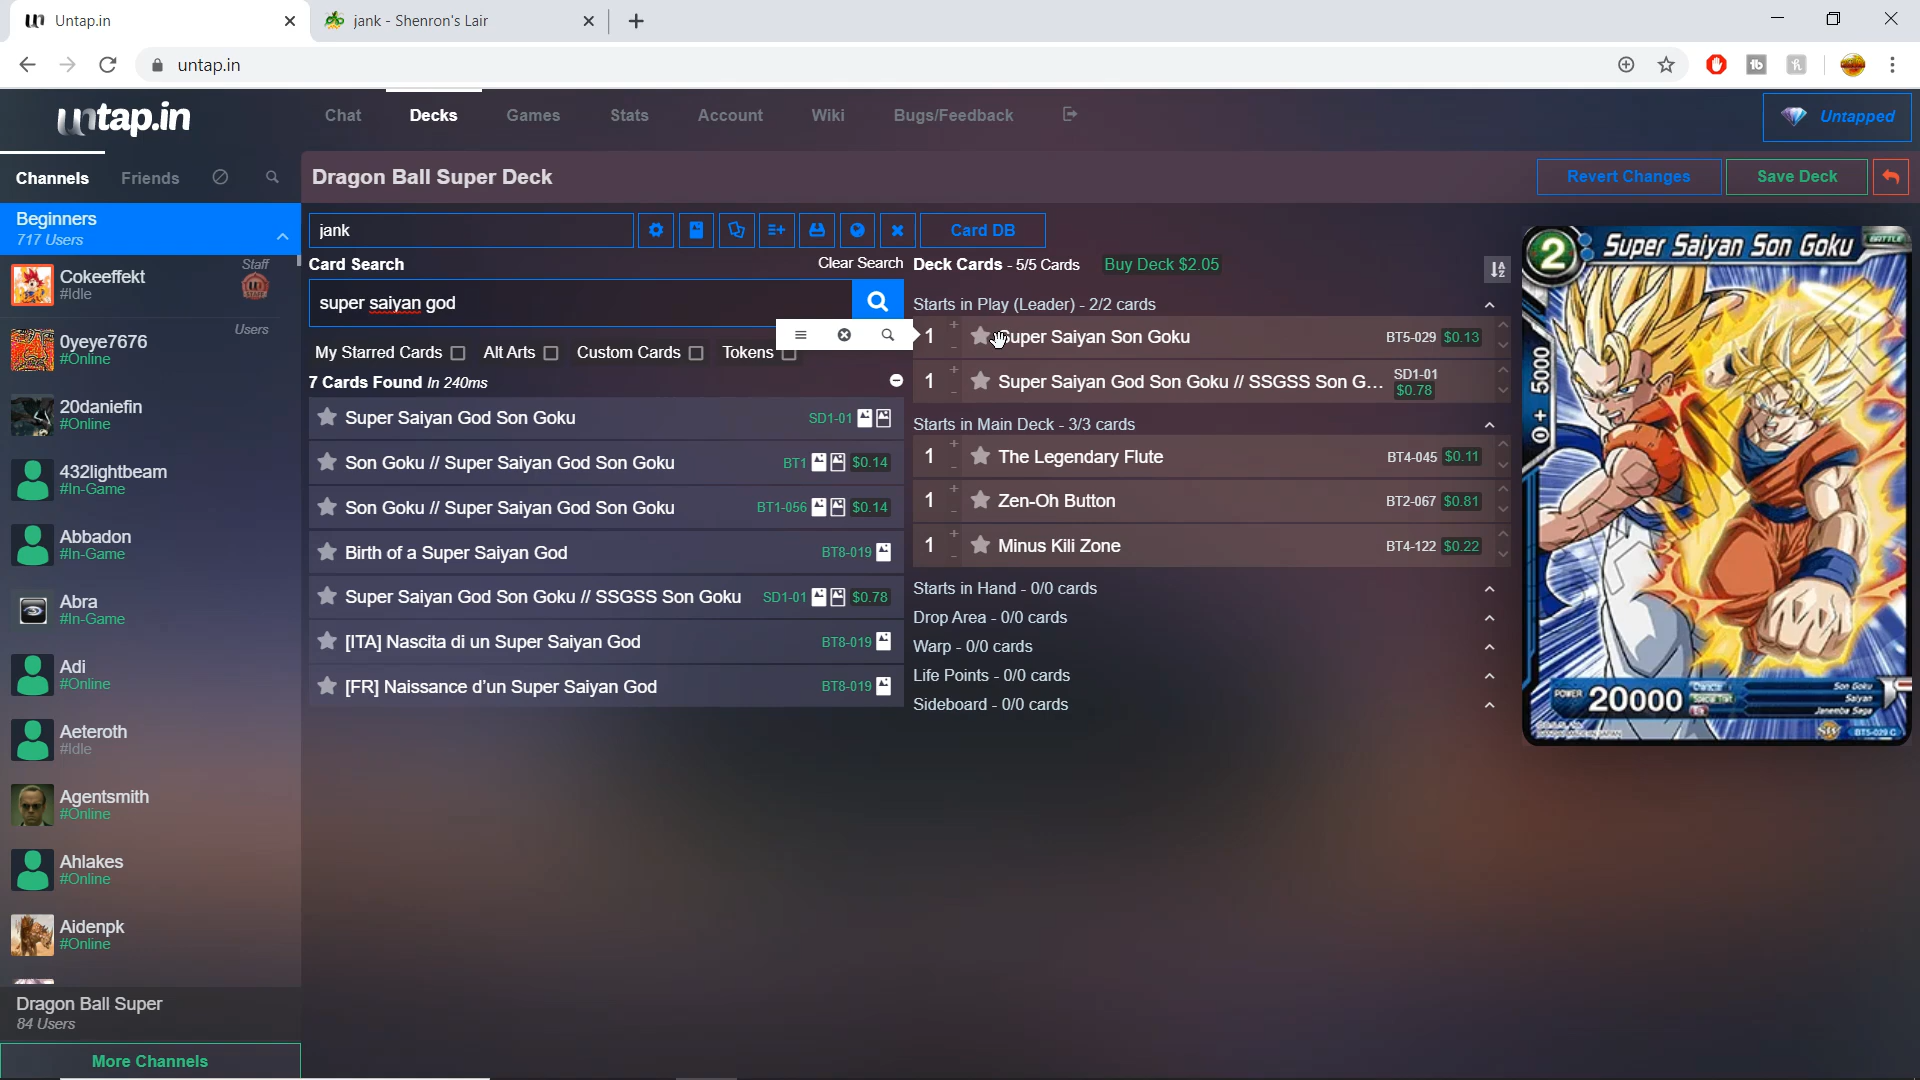 Untap.in
jank - Shenron's Lair
untap.in
untap.in
Chat
Decks
Games
Stats
Account
Wiki
Bugs/Feedback
Untapped
Channels
Friends
Dragon Ball Super Deck
Revert Changes
Save Deck
Beginners
717 Users
Cokeeffekt
#Idle
Staff
Users
0yeye7676
#Online
20daniefin
#Online
432lightbeam
#In-Game
Abbadon
#In-Game
Abra
#In-Game
Adi
#Online
Aeteroth
#Idle
Agentsmith
#Online
Ahlakes
#Online
Aidenpk
#Online
Dragon Ball Super
84 Users
More Channels
jank
Card DB
Card Search
Clear Search
super saiyan god
My Starred Cards
Alt Arts
Custom Cards
Tokens
7 Cards Found In 240ms
Super Saiyan God Son Goku SD1-01
Son Goku // Super Saiyan God Son Goku BT1 $0.14
Son Goku // Super Saiyan God Son Goku BT1-056 $0.14
Birth of a Super Saiyan God BT8-019
Super Saiyan God Son Goku // SSGSS Son Goku SD1-01 $0.78
[ITA] Nascita di un Super Saiyan God BT8-019
[FR] Naissance d'un Super Saiyan God BT8-019
Deck Cards - 5/5 Cards Buy Deck $2.05
Starts in Play (Leader) - 2/2 cards
1 Super Saiyan Son Goku BT5-029 $0.13
1 Super Saiyan God Son Goku // SSGSS Son G... SD1-01 $0.78
Starts in Main Deck - 3/3 cards
1 The Legendary Flute BT4-045 $0.11
1 Zen-Oh Button BT2-067 $0.81
1 Minus Kili Zone BT4-122 $0.22
Starts in Hand - 0/0 cards
Drop Area - 0/0 cards
Warp - 0/0 cards
Life Points - 0/0 cards
Sideboard - 0/0 cards
2 Super Saiyan Son Goku BATTLE
0 + 5000
POWER 20000
Character
Special Trait
Son Goku
Saiyan
Janemba Saga
BT5-029 C